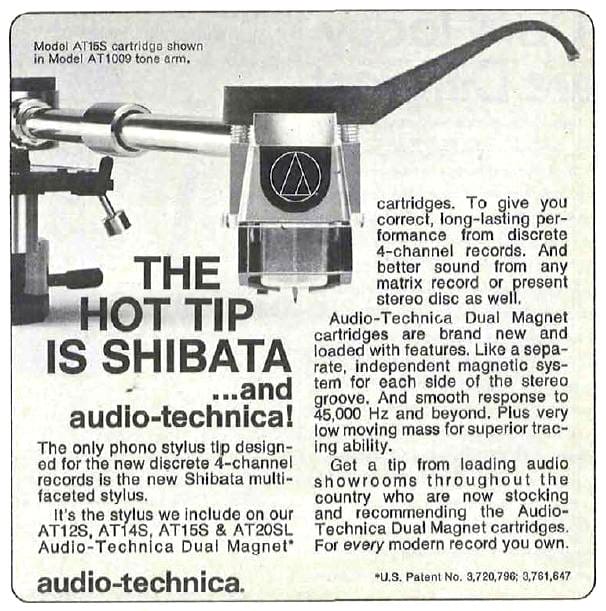 Model AT15S cartridge shown
in Model AT1009 tone arm.
THE
HOT TIP
IS SHIBATA
...and
audio-technica!
The only phono stylus tip design-
ed for the new discrete 4-channel
records is the new Shibata multi-
faceted stylus.
It's the stylus we include on our
AT12S, AT14S, AT15S & AT20SL
Audio-Technica Dual Magnet*
cartridges. To give you
correct, long-lasting per-
formance from discrete
4-channel records. And
better sound from any
matrix record or present
stereo disc as well.
Audio-Technica Dual Magnet
cartridges are brand new and
loaded with features. Like a sepa-
rate, independent magnetic sys-
tem for each side of the stereo
groove. And smooth response to
45,000 Hz and beyond. Plus very
low moving mass for superior trac-
ing ability.
Get a tip from leading audio
showrooms throughout the
country who are now stocking
and recommending the Audio-
Technica Dual Magnet cartridges.
For every modern record you own.
audio-technica.
*U.S. Patent No. 3,720,796; 3,761,647